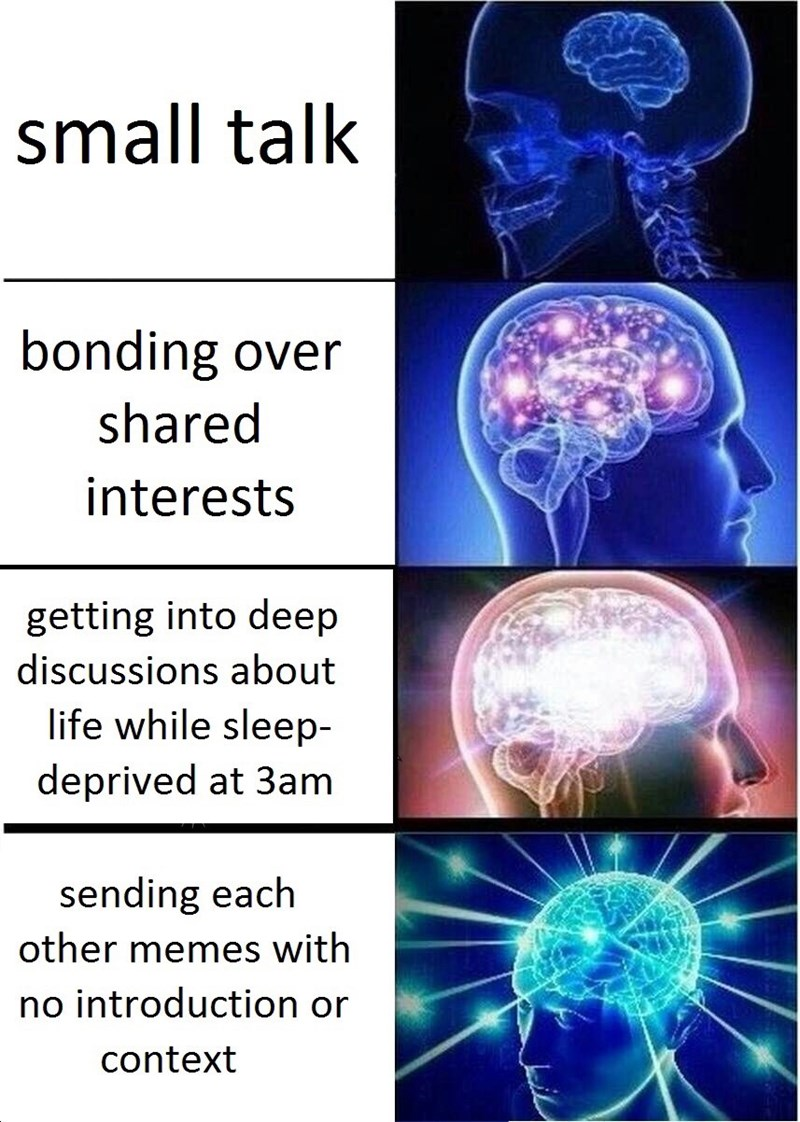 small talk
bonding over
shared
interests
getting into deep
discussions about
life while sleep-
deprived at 3am
sending each
other memes with
no introduction or
context